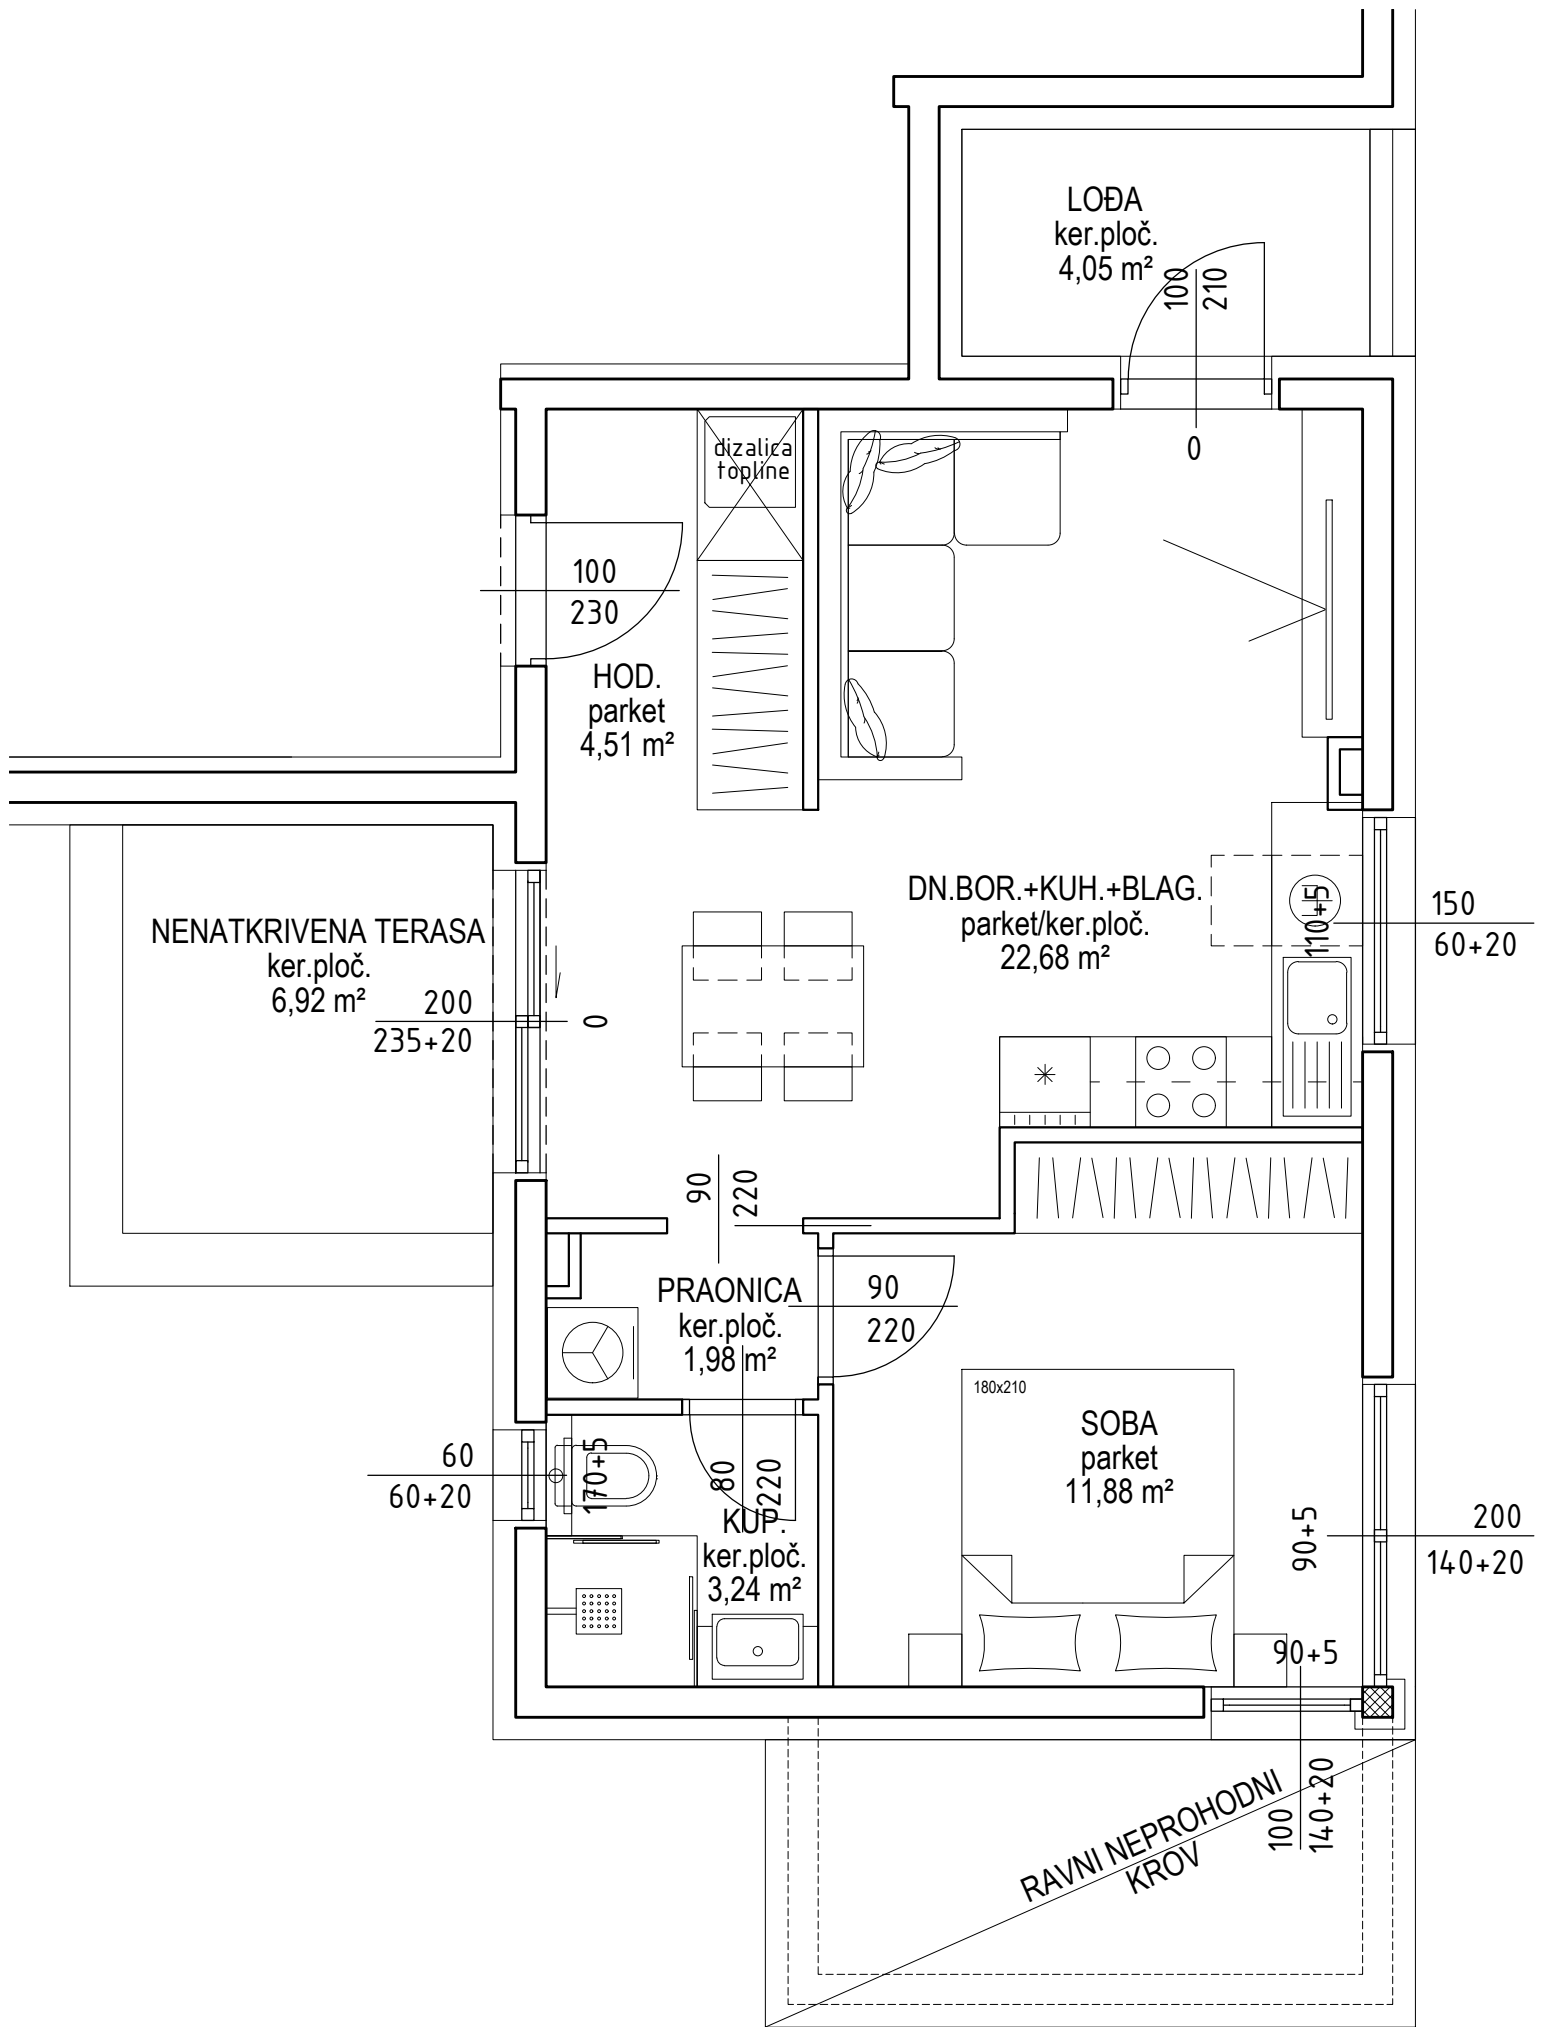 LOĐA
ker.ploč.
4,05 m²
100
210
0
dizalica
topline
100
230
HOD.
parket
4,51 m²
NENATKRIVENA TERASA
ker.ploč.
6,92 m²
200
235+20
0
DN.BOR.+KUH.+BLAG.
parket/ker.ploč.
22,68 m²
110+5
150
60+20
90
220
PRAONICA
ker.ploč.
1,98 m²
90
220
180x210
SOBA
parket
11,88 m²
60
60+20
170+5
80
220
KUP.
ker.ploč.
3,24 m²
90+5
200
140+20
90+5
100
140+20
RAVNI NEPROHODNI
KROV